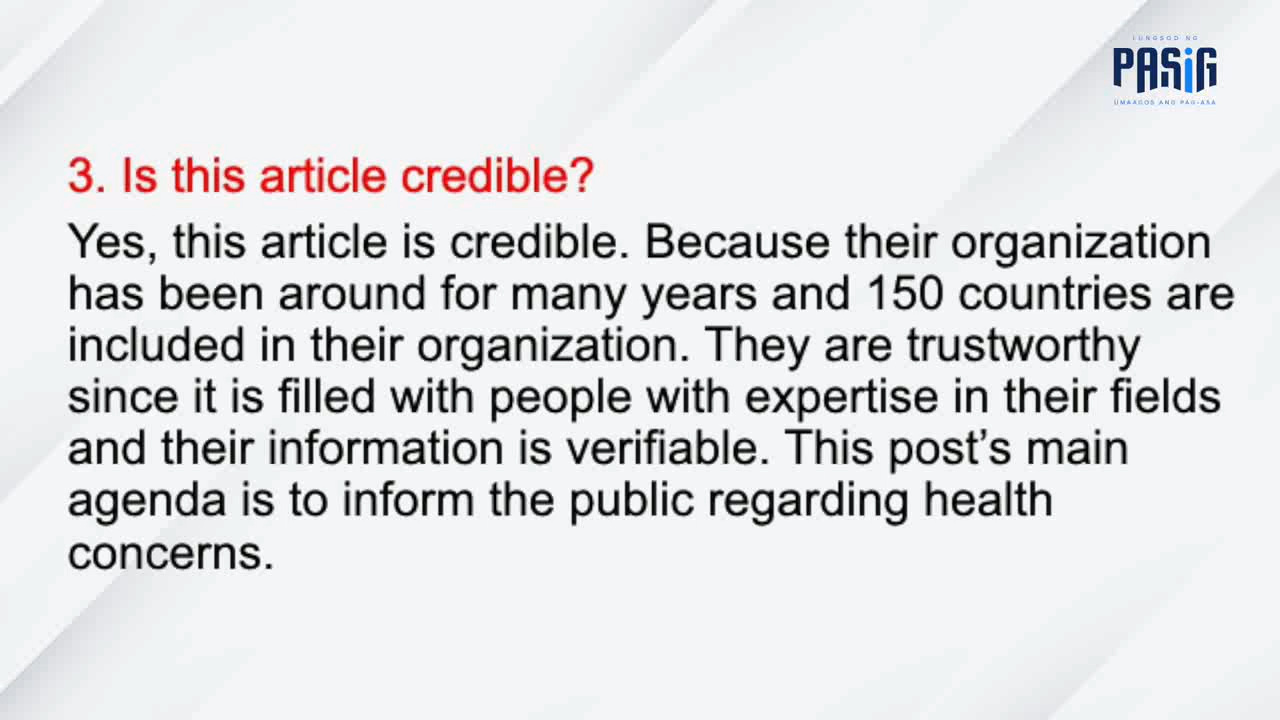 LUNGSOD NG
PASiG
UMAAGOS ANG PAG-ASA
3. Is this article credible?
Yes, this article is credible. Because their organization
has been around for many years and 150 countries are
included in their organization. They are trustworthy
since it is filled with people with expertise in their fields
and their information is verifiable. This post’s main
agenda is to inform the public regarding health
concerns.